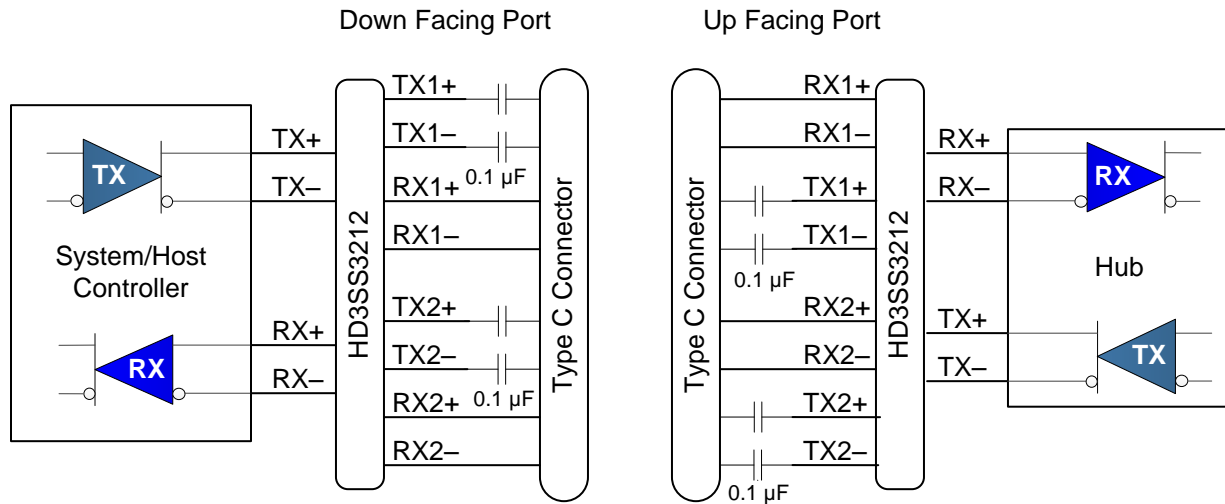 Down Facing Port
Up Facing Port
TX
System/Host
Controller
RX
TX+
TX–
RX+
RX–
HD3SS3212
TX1+
TX1–
0.1 µF
RX1+
RX1–
TX2+
TX2–
0.1 µF
RX2+
RX2–
Type C Connector
Type C Connector
RX1+
RX1–
TX1+
TX1–
0.1 µF
RX2+
RX2–
TX2+
TX2–
0.1 µF
HD3SS3212
RX+
RX–
TX+
TX–
RX
Hub
TX